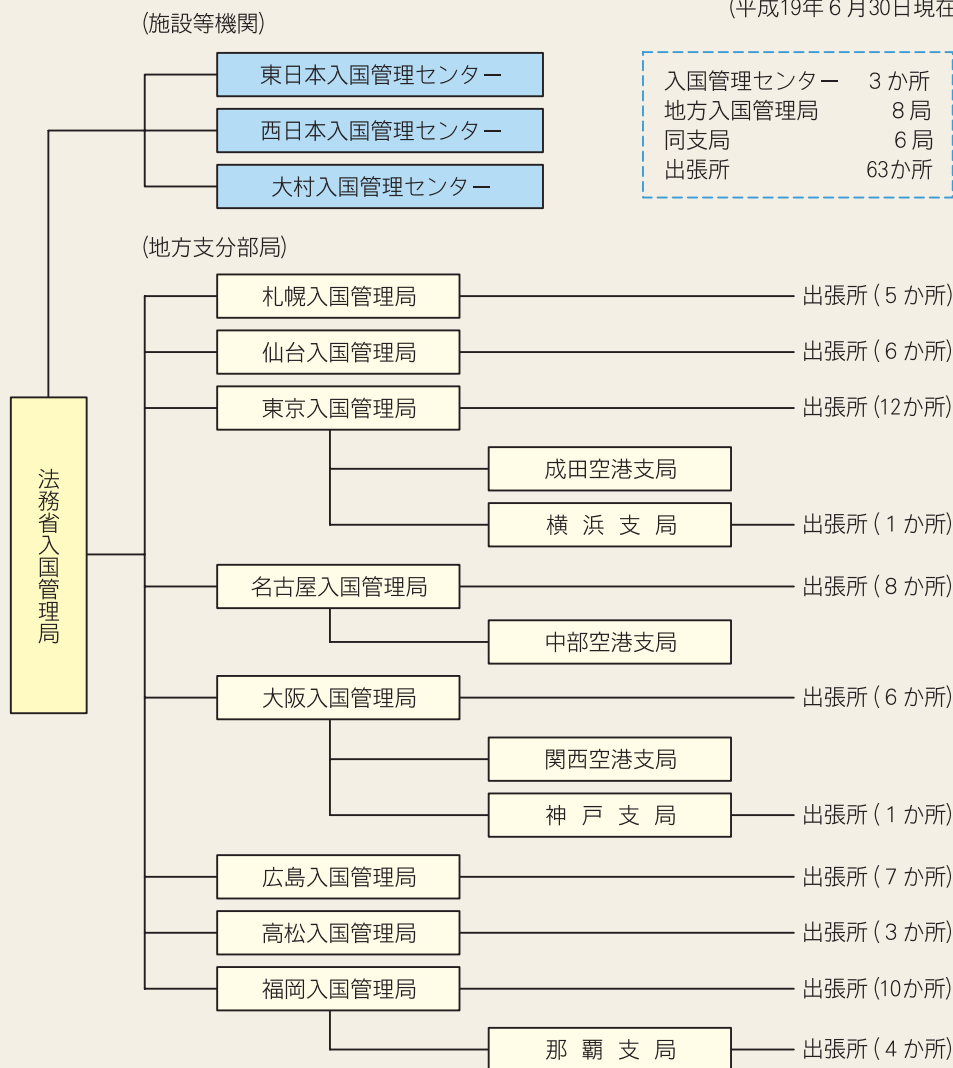 (平成19年6月30日現在
(施設等機関)
東日本入国管理センター
西日本入国管理センター
大村入国管理センター
入国管理センター 3か所
地方入国管理局 8局
同支局 6局
出張所 63か所
(地方支分部局)
法務省入国管理局
札幌入国管理局 出張所(5か所)
仙台入国管理局 出張所(6か所)
東京入国管理局 出張所(12か所)
成田空港支局
横浜支局 出張所(1か所)
名古屋入国管理局 出張所(8か所)
中部空港支局
大阪入国管理局 出張所(6か所)
関西空港支局
神戸支局 出張所(1か所)
広島入国管理局 出張所(7か所)
高松入国管理局 出張所(3か所)
福岡入国管理局 出張所(10か所)
那覇支局 出張所(4か所)